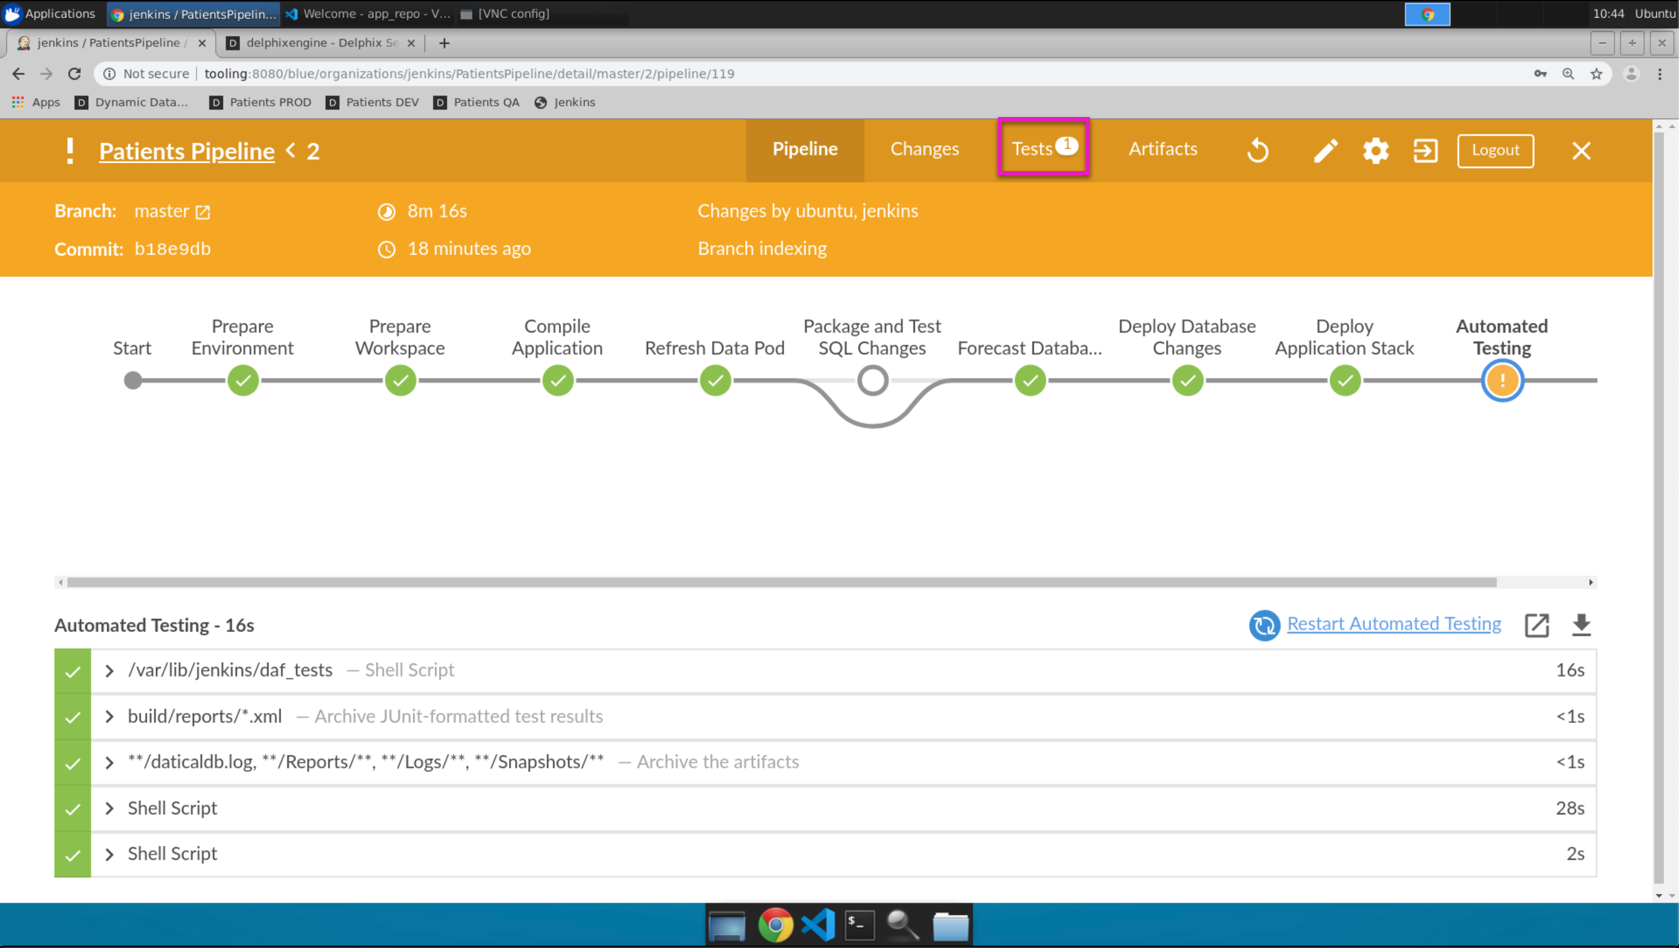 Applications
jenkins / PatientsPipelin...
Welcome - app_repo - V...
[VNC config]
10:44
Ubuntu
jenkins / PatientsPipeline /
delphixengine - Delphix Se
Not secure
tooling:8080/blue/organizations/jenkins/PatientsPipeline/detail/master/2/pipeline/119
Apps
Dynamic Data...
Patients PROD
Patients DEV
Patients QA
Jenkins
Patients Pipeline < 2
Pipeline
Changes
Tests 1
Artifacts
Logout
Branch: master
8m 16s
Changes by ubuntu, jenkins
Commit: b18e9db
18 minutes ago
Branch indexing
Start
Prepare
Environment
Prepare
Workspace
Compile
Application
Refresh Data Pod
Package and Test
SQL Changes
Forecast Databa...
Deploy Database
Changes
Deploy
Application Stack
Automated
Testing
Automated Testing - 16s
Restart Automated Testing
/var/lib/jenkins/daf_tests — Shell Script 16s
build/reports/*.xml — Archive JUnit-formatted test results <1s
**/daticaldb.log, **/Reports/**, **/Logs/**, **/Snapshots/** — Archive the artifacts <1s
Shell Script 28s
Shell Script 2s